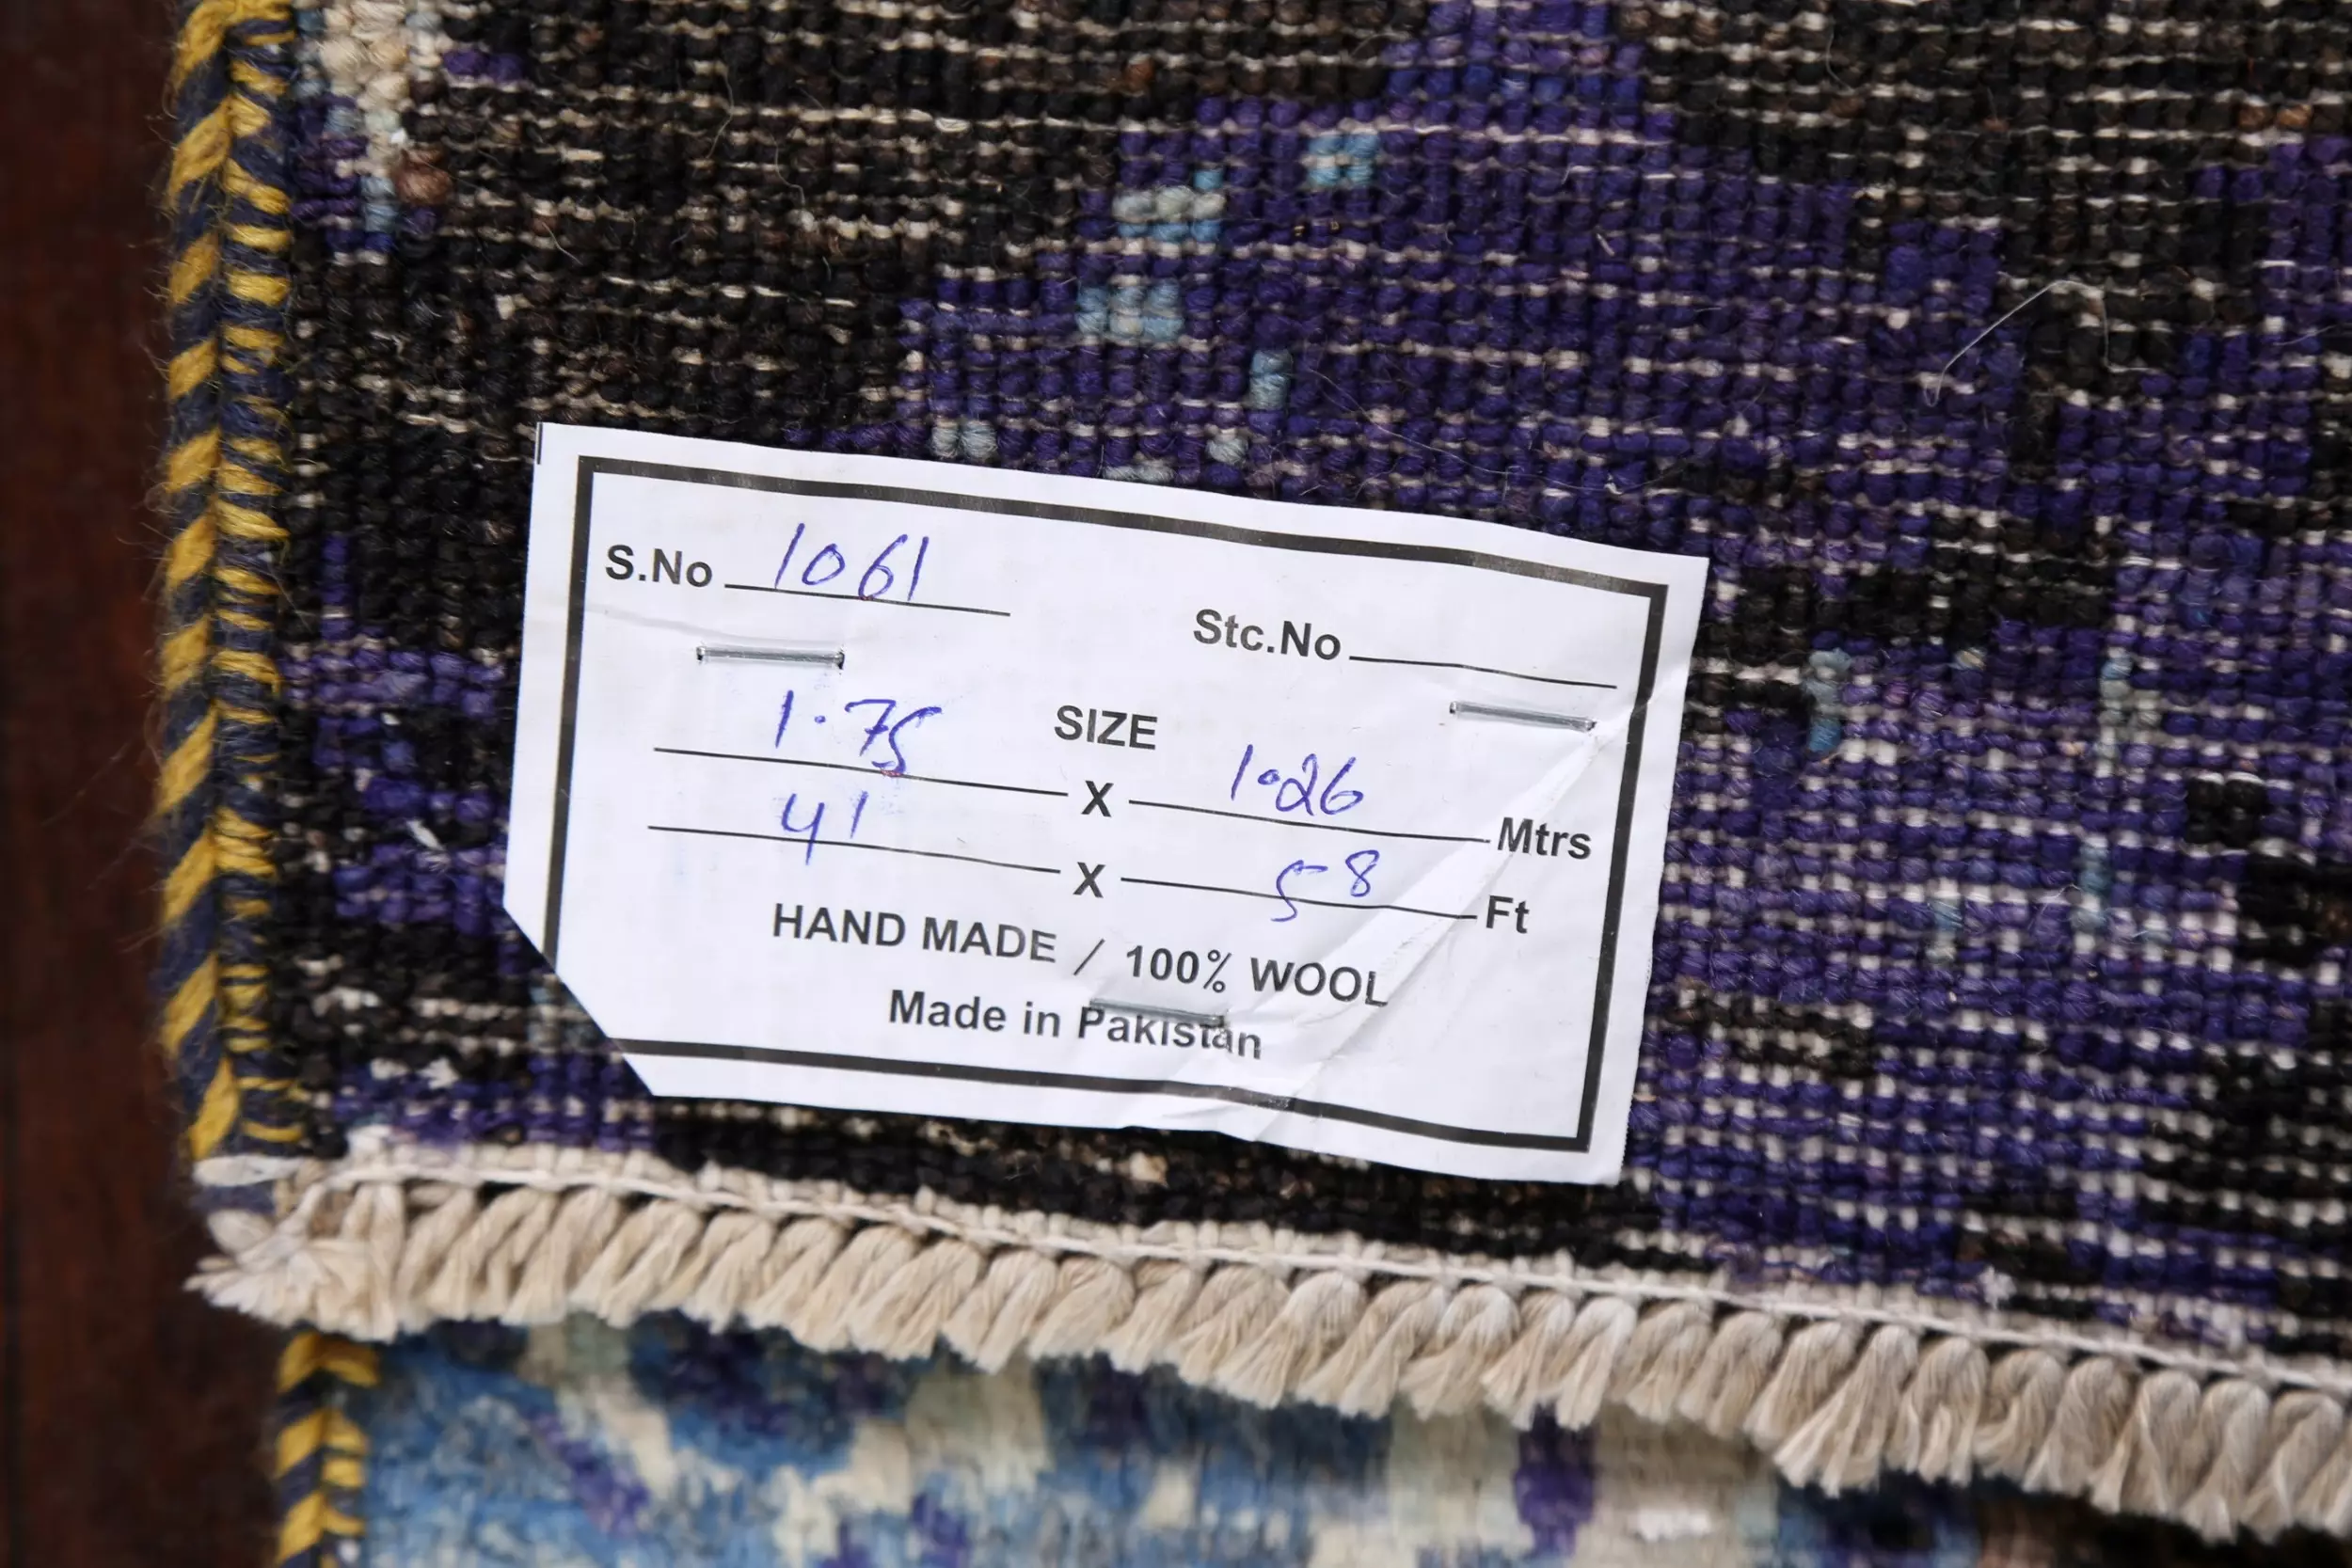 S.No 1061
Stc.No
SIZE
1.75 X 1.26 Mtrs
4 1 X 5 8 Ft
HAND MADE / 100% WOOL
Made in Pakistan